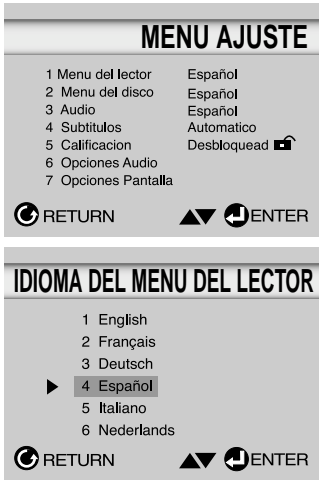 MENU AJUSTE
1 Menu del lector Español
2 Menu del disco Español
3 Audio Español
4 Subtitulos Automatico
5 Calificacion Desbloquead
6 Opciones Audio
7 Opciones Pantalla
RETURN ENTER
IDIOMA DEL MENU DEL LECTOR
1 English
2 Français
3 Deutsch
4 Español
5 Italiano
6 Nederlands
RETURN ENTER